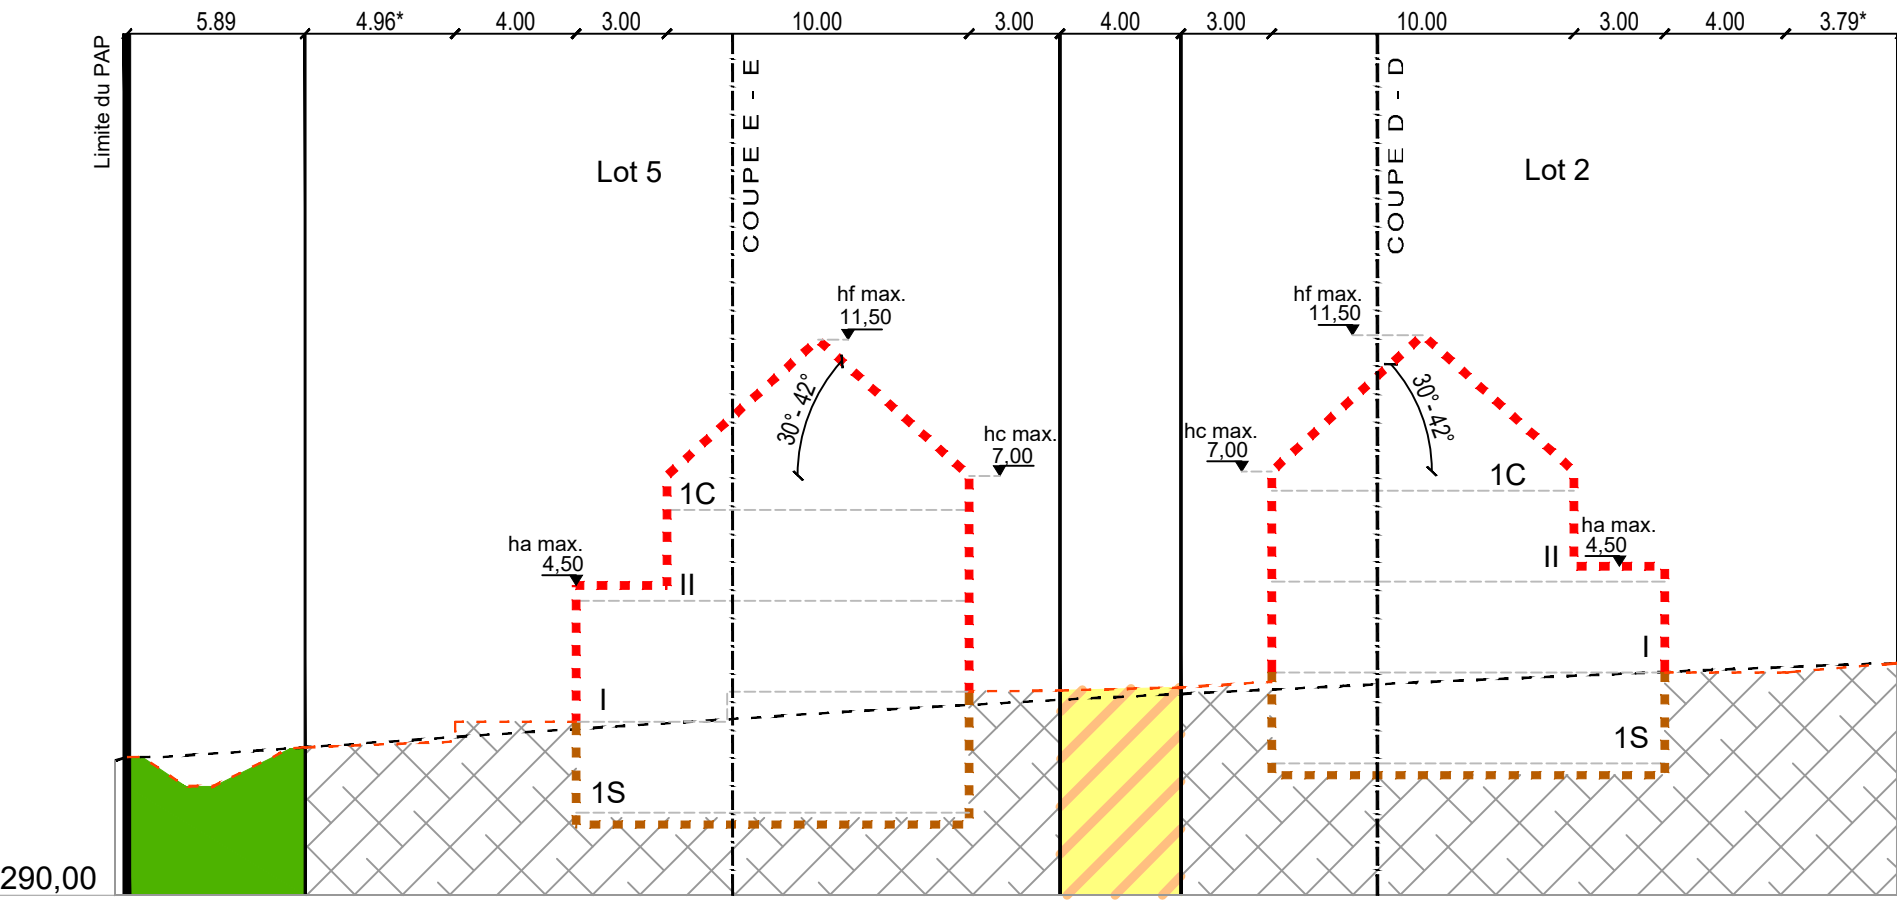 5.89 4.96* 4.00 3.00 10.00 3.00 4.00 3.00 10.00 3.00 4.00 3.79*
Limite du PAP
COUPE E - E
COUPE D - D
Lot 5
Lot 2
hf max.
11,50
hf max.
11,50
30°- 42°
30°- 42°
hc max.
7,00
hc max.
7,00
1C
1C
ha max.
4,50
ha max.
4,50
II
II
I
I
1S
1S
290,00